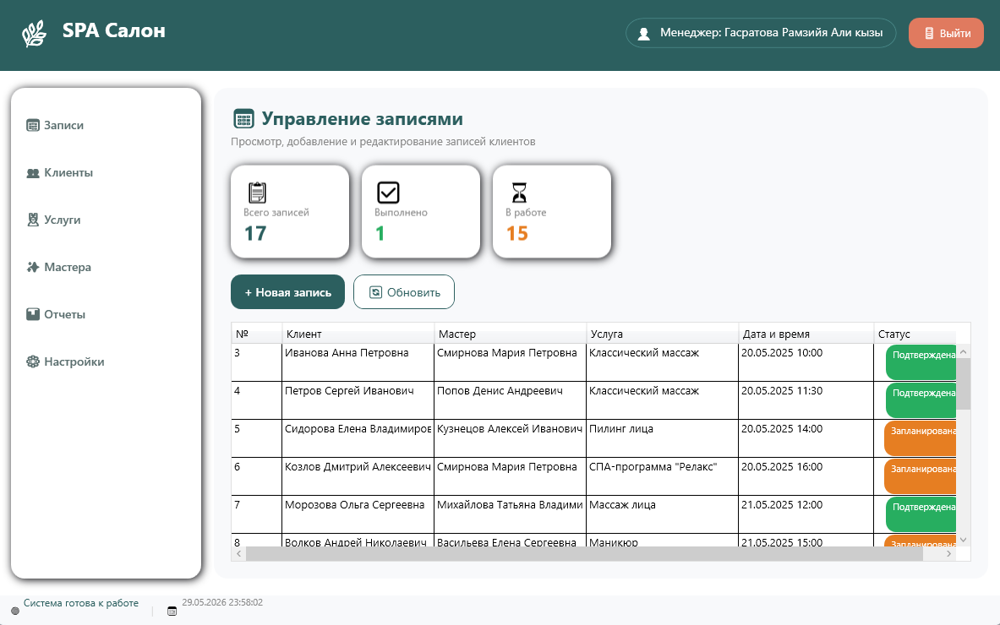 SPA Салон
Менеджер: Гасратова Рамзийя Али кызы
Выйти
Записи
Клиенты
Услуги
Мастера
Отчеты
Настройки
Управление записями
Просмотр, добавление и редактирование записей клиентов
Всего записей
17
Выполнено
1
В работе
15
+ Новая запись
Обновить
№ Клиент Мастер Услуга Дата и время Статус
3 Иванова Анна Петровна Смирнова Мария Петровна Классический массаж 20.05.2025 10:00 Подтверждена
4 Петров Сергей Иванович Попов Денис Андреевич Классический массаж 20.05.2025 11:30 Подтверждена
5 Сидорова Елена Владимиров Кузнецов Алексей Иванович Пилинг лица 20.05.2025 14:00 Запланирована
6 Козлов Дмитрий Алексеевич Смирнова Мария Петровна СПА-программа "Релакс" 20.05.2025 16:00 Запланирована
7 Морозова Ольга Сергеевна Михайлова Татьяна Владими Массаж лица 21.05.2025 12:00 Подтверждена
8 Волков Андрей Николаевич Васильева Елена Сергеевна Маникюр 21.05.2025 15:00 Запланирована
Система готова к работе
29.05.2026 23:58:02